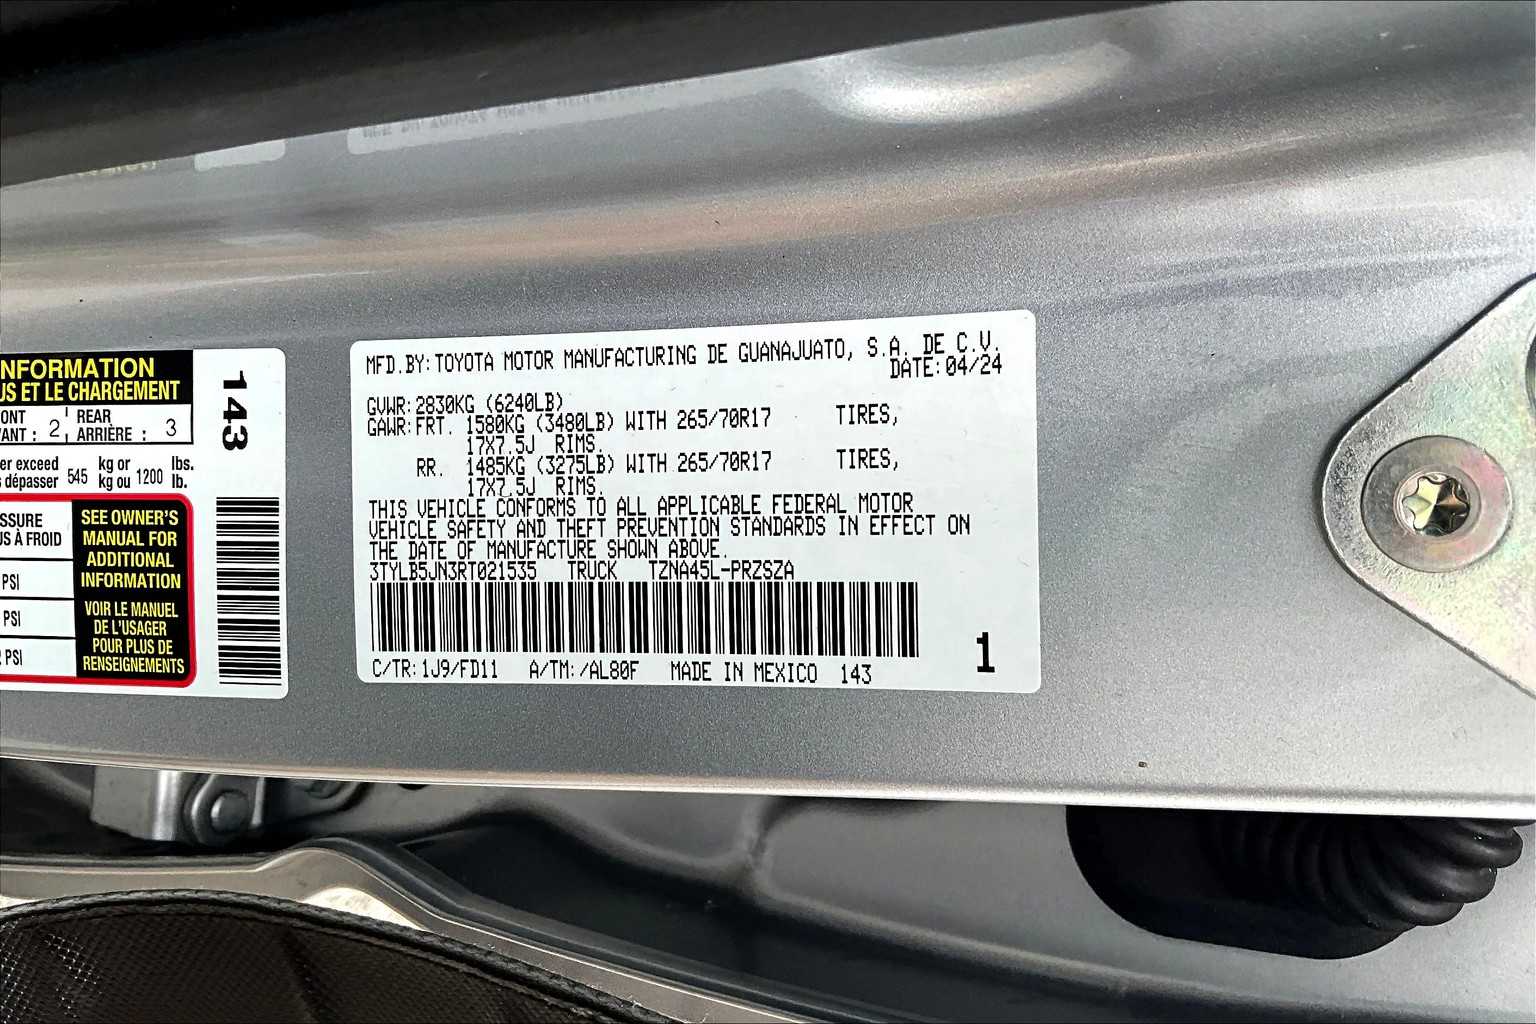 NFORMATION
US ET LE CHARGEMENT
ONT
VANT : 2
REAR
ARRIÈRE : 3
er exceed
s dépasser 545 kg or
kg ou 1200 lbs.
lb.
SSURE
US À FROID
PSI
PSI
PSI
SEE OWNER'S
MANUAL FOR
ADDITIONAL
INFORMATION
VOIR LE MANUEL
DE L'USAGER
POUR PLUS DE
RENSEIGNEMENTS
143
MFD.BY:TOYOTA MOTOR MANUFACTURING DE GUANAJUATO, S.A. DE C.V.
DATE:04/24
GVWR:2830KG (6240LB)
GAWR:FRT. 1580KG (3480LB) WITH 265/70R17 TIRES,
17X7.5J RIMS.
RR. 1485KG (3275LB) WITH 265/70R17 TIRES,
17X7.5J RIMS.
THIS VEHICLE CONFORMS TO ALL APPLICABLE FEDERAL MOTOR
VEHICLE SAFETY AND THEFT PREVENTION STANDARDS IN EFFECT ON
THE DATE OF MANUFACTURE SHOWN ABOVE.
3TYLB5JN3RT021535 TRUCK TZNA45L-PRZSZA
C/TR:1J9/FD11 A/TM:/AL80F MADE IN MEXICO 143
1